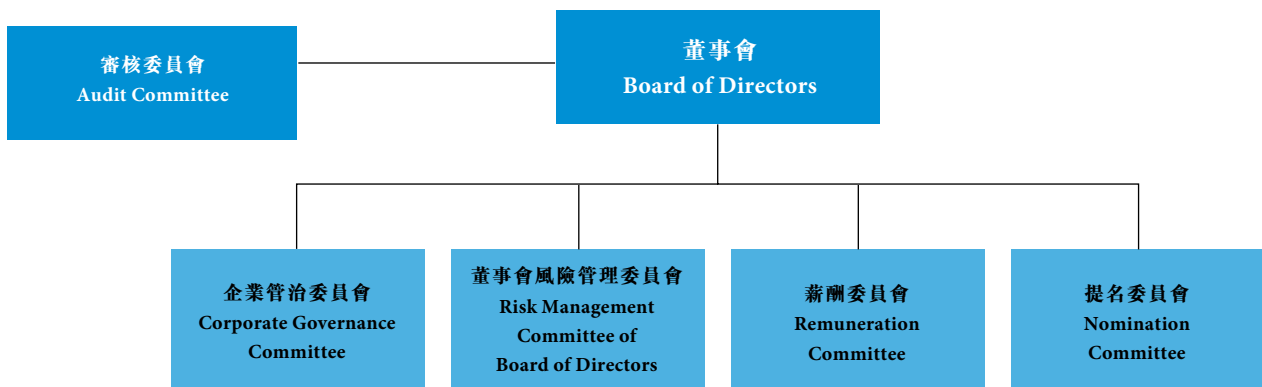 審核委員會
Audit Committee
董事會
Board of Directors
企業管治委員會
Corporate Governance
Committee
董事會風險管理委員會
Risk Management
Committee of
Board of Directors
薪酬委員會
Remuneration
Committee
提名委員會
Nomination
Committee